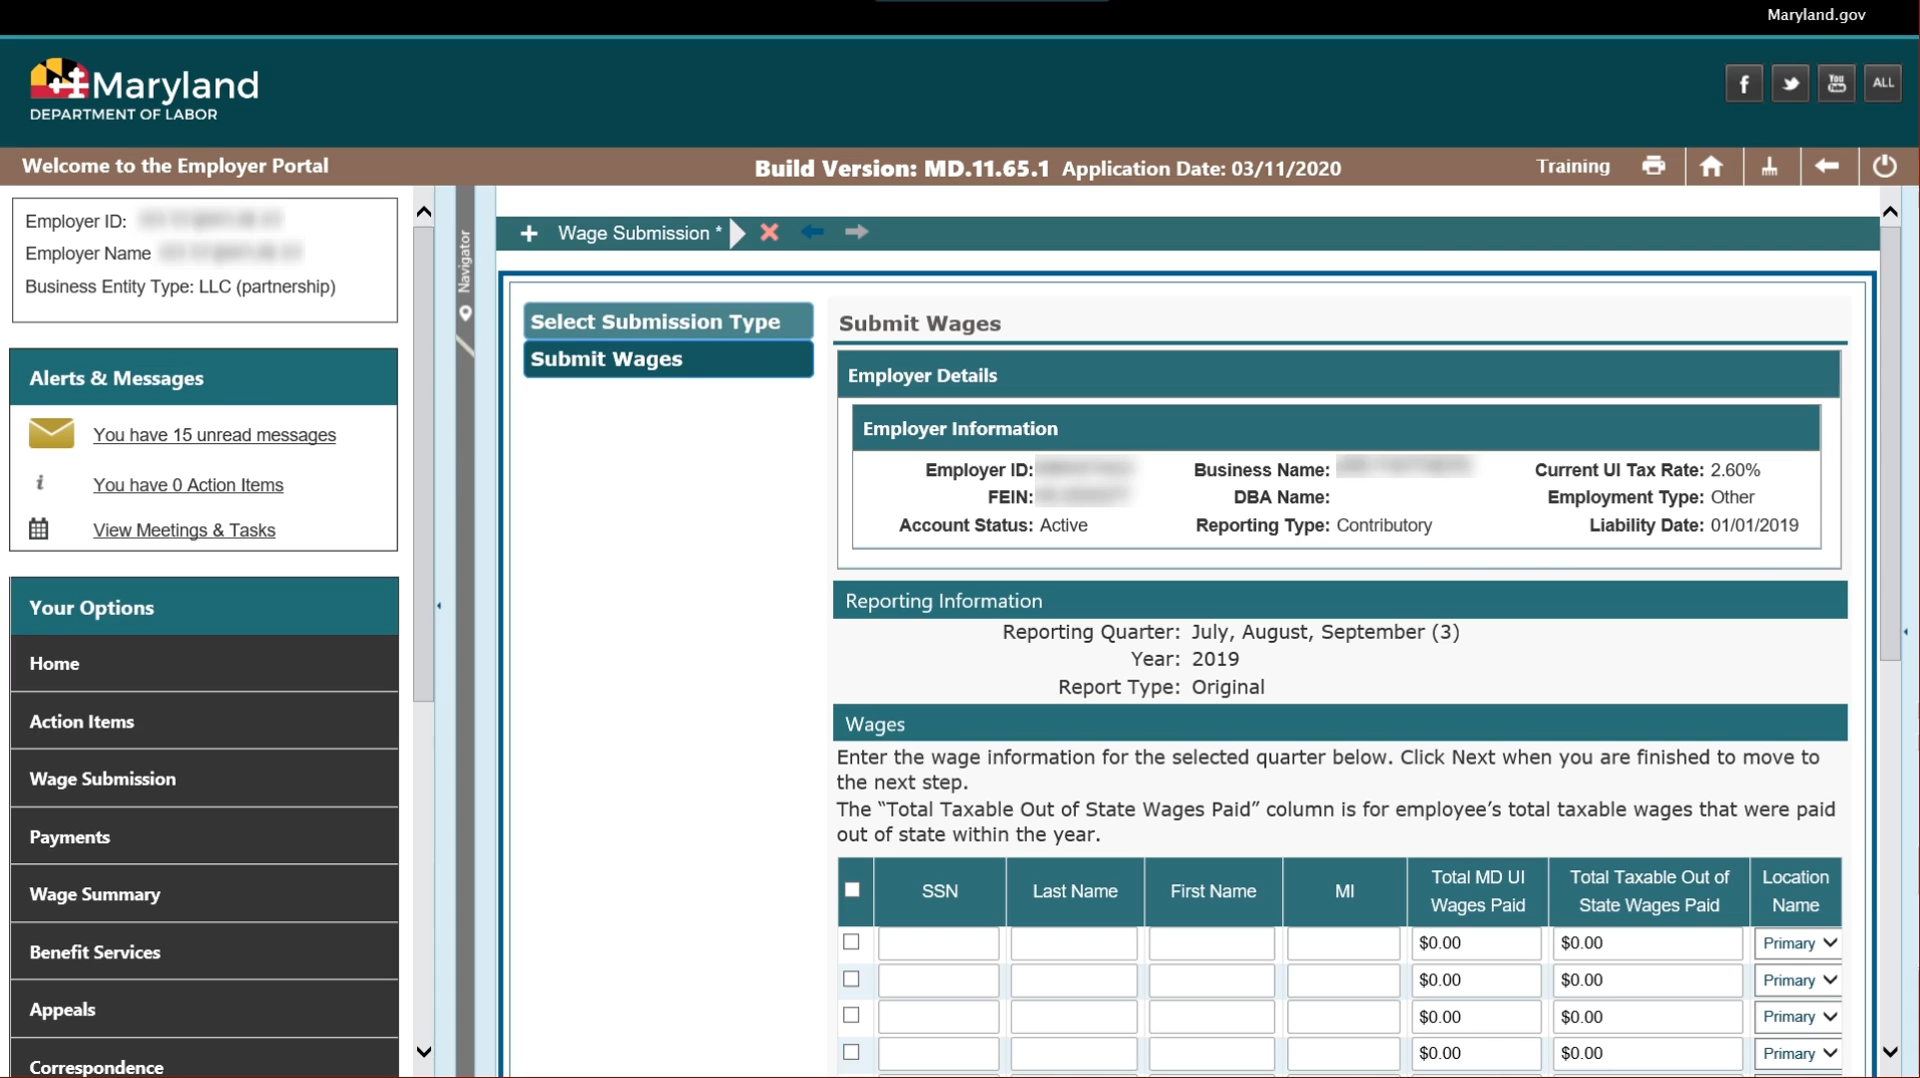 Maryland.gov
Maryland
DEPARTMENT OF LABOR
f
You
ALL
Welcome to the Employer Portal
Build Version: MD.11.65.1 Application Date: 03/11/2020
Training
Employer ID:
Employer Name
Business Entity Type: LLC (partnership)
Alerts & Messages
You have 15 unread messages
You have 0 Action Items
View Meetings & Tasks
Your Options
Home
Action Items
Wage Submission
Payments
Wage Summary
Benefit Services
Appeals
Correspondence
Navigator
Wage Submission *
Select Submission Type
Submit Wages
Submit Wages
Employer Details
Employer Information
Employer ID: Business Name: Current UI Tax Rate: 2.60%
FEIN: DBA Name: Employment Type: Other
Account Status: Active Reporting Type: Contributory Liability Date: 01/01/2019
Reporting Information
Reporting Quarter: July, August, September (3)
Year: 2019
Report Type: Original
Wages
Enter the wage information for the selected quarter below. Click Next when you are finished to move to
the next step.
The “Total Taxable Out of State Wages Paid” column is for employee’s total taxable wages that were paid
out of state within the year.
SSN Last Name First Name MI Total MD UI Wages Paid Total Taxable Out of State Wages Paid Location Name
$0.00 $0.00 Primary
$0.00 $0.00 Primary
$0.00 $0.00 Primary
$0.00 $0.00 Primary